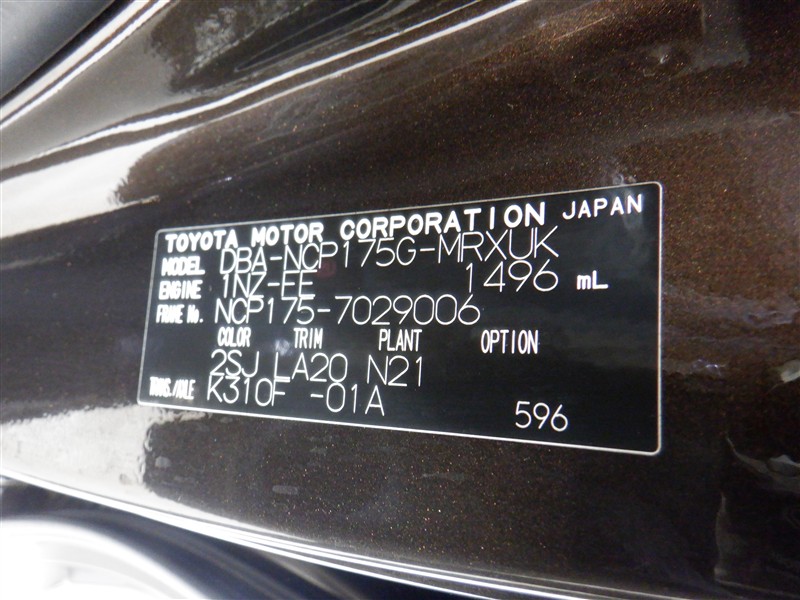 TOYOTA MOTOR CORPORATION JAPAN
MODEL DBA-NCP175G-MRXUK
ENGINE 1NZ-FE 1496 mL
FRAME No. NCP175-7029006
COLOR TRIM PLANT OPTION
2SJ LA20 N21
TRANS./AXLE K310F -01A
596